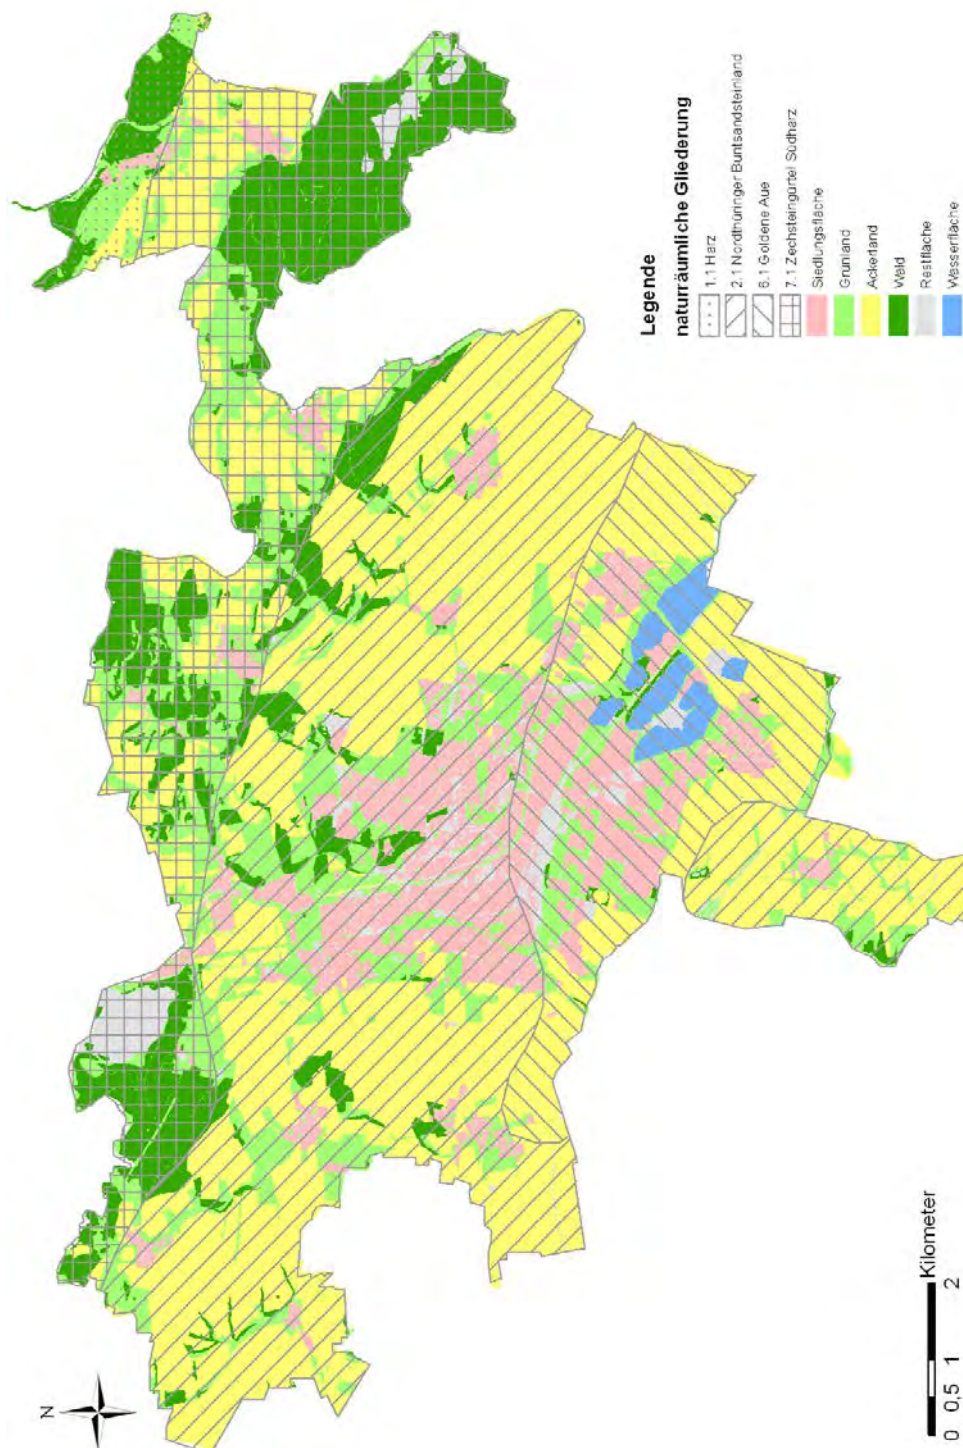 N
Legende
naturräumliche Gliederung
1.1 Harz
2.1 Nordthüringer Buntsandsteinland
6.1 Goldene Aue
7.1 Zechsteingürtel Südharz
Siedlungsfläche
Grünland
Ackerland
Wald
Restfläche
Wasserfläche
Kilometer
0 0,5 1 2